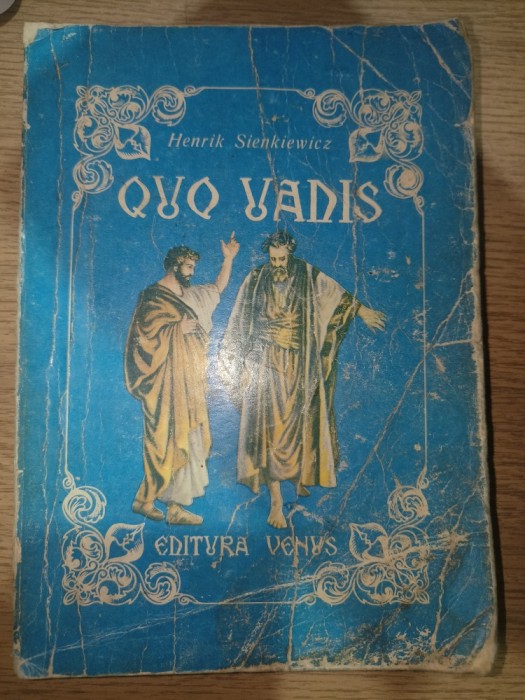 Henrik Sienkiewicz
QUO VADIS
EDITURA VENUS